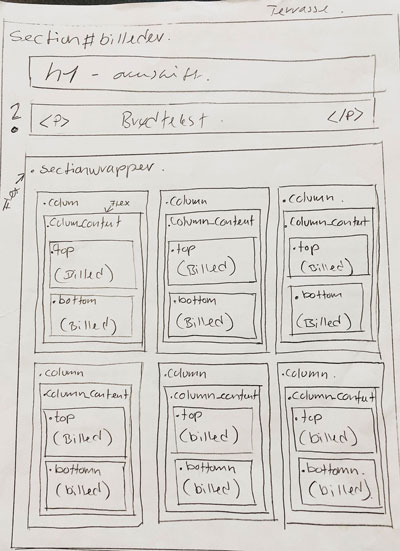 Terrasse.
Section#billeder.
h1 - overskrift.
2.
<p> Brødtekst. </p>
.sectionwrapper.
Flex
.column
Flex
.column_content
.top
(Billed)
.bottom
(Billed)
.column
.column_content
.top
(Billed)
.bottom
(Billed)
.column.
.column_content
.top
(Billed)
.bottom
(Billed)
.column
.column_content
.top
(Billed)
.bottomn
(billed)
.column
.column_content
.top
(billed)
.bottomn
(billed)
.column.
.column_content
.top
(billed)
.bottomn.
(billed)